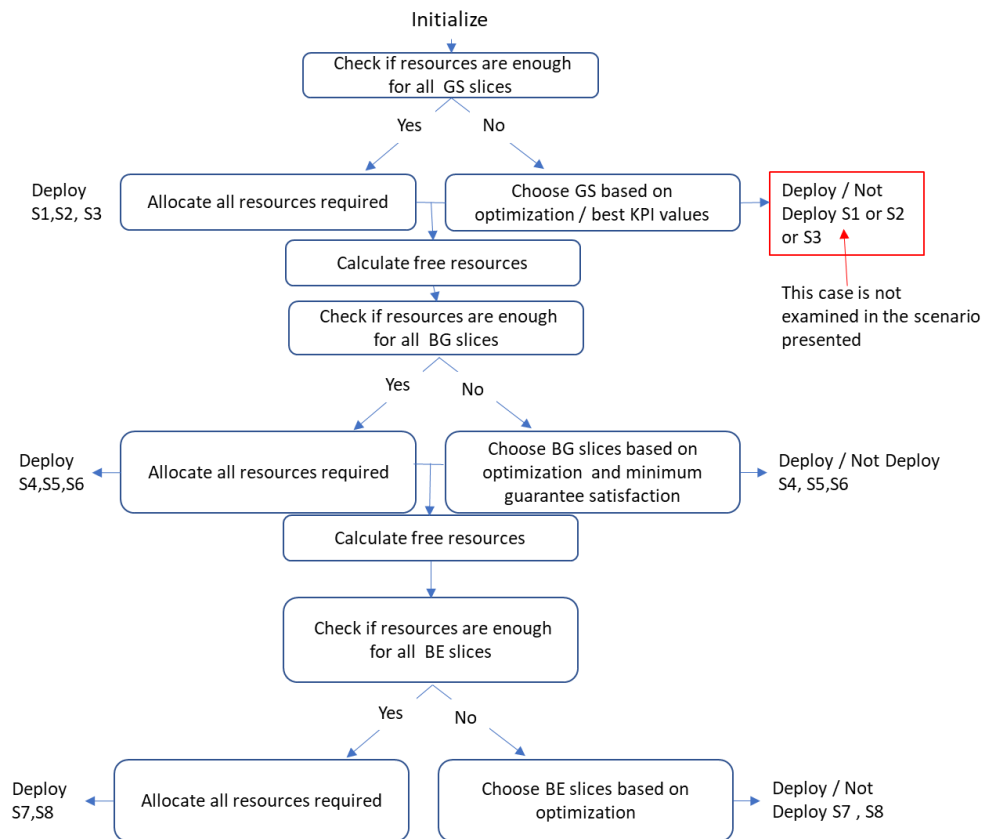 Initialize
Check if resources are enough
for all  GS slices
Yes
No
Deploy
S1,S2, S3
Allocate all resources required
Choose GS based on
optimization / best KPI values
Deploy / Not
Deploy S1 or S2
or S3
Calculate free resources
This case is not
examined in the scenario
presented
Check if resources are enough
for all BG slices
Yes
No
Deploy
S4,S5,S6
Allocate all resources required
Choose BG slices based on
optimization  and minimum
guarantee satisfaction
Deploy / Not Deploy
S4, S5,S6
Calculate free resources
Check if resources are enough
for all  BE slices
Yes
No
Deploy
S7,S8
Allocate all resources required
Choose BE slices based on
optimization
Deploy / Not
Deploy S7 , S8